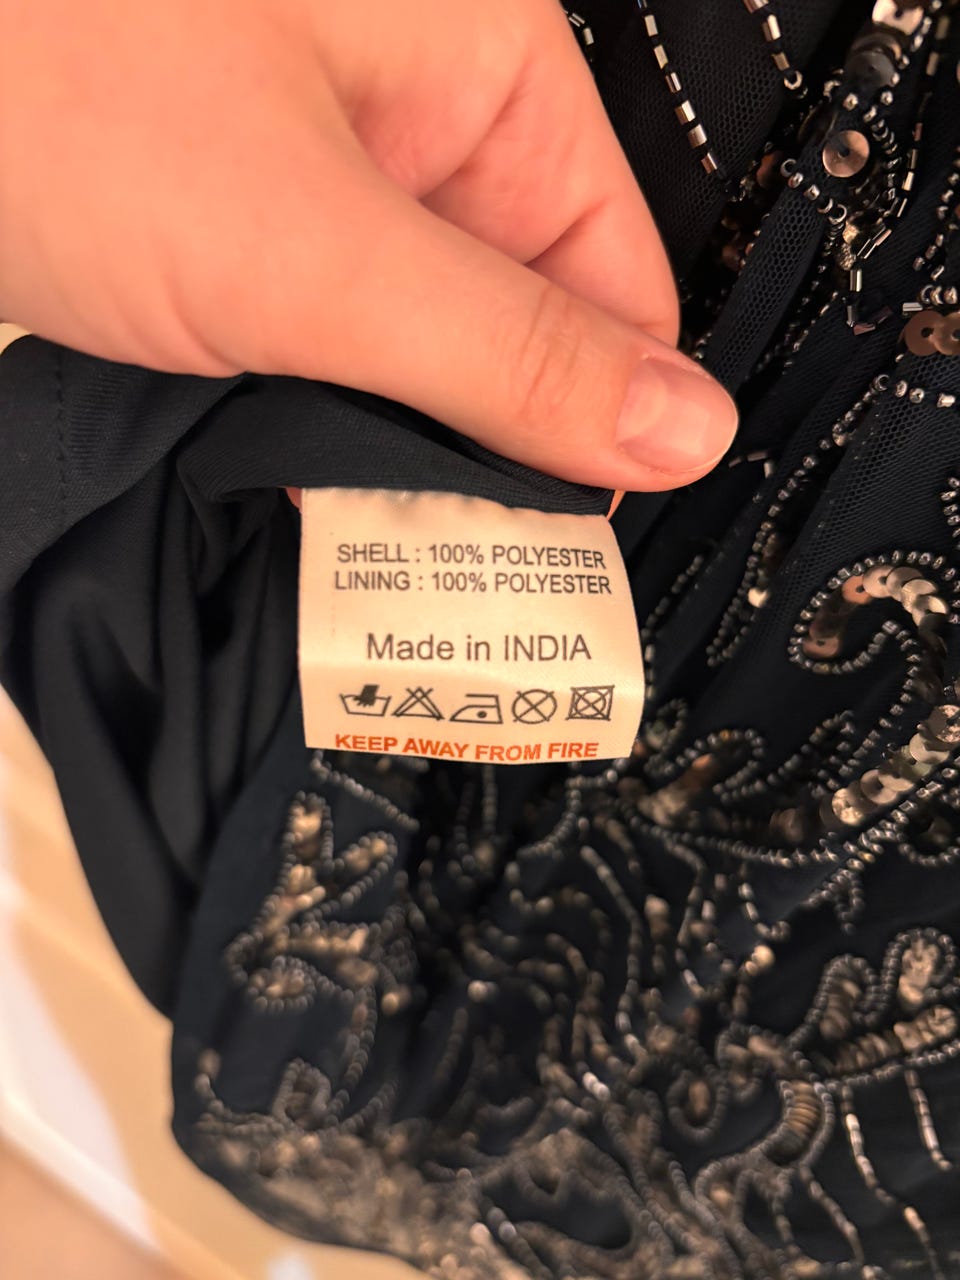 SHELL : 100% POLYESTER
LINING : 100% POLYESTER
Made in INDIA
KEEP AWAY FROM FIRE